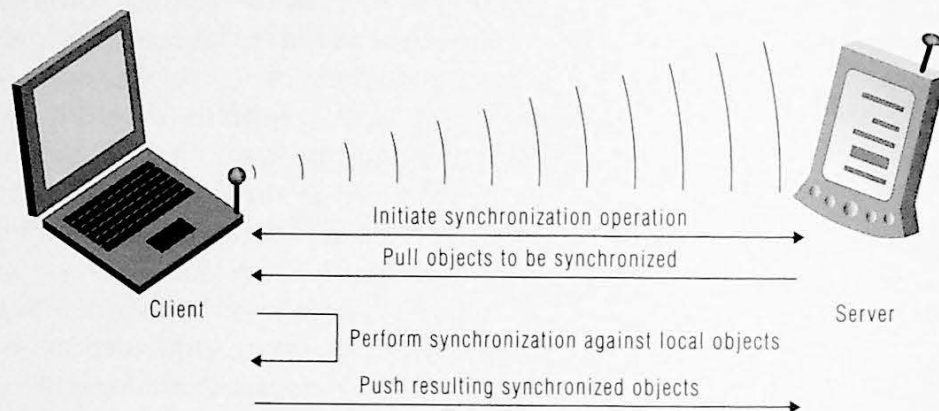 Initiate synchronization operation
Pull objects to be synchronized
Client
Server
Perform synchronization against local objects
Push resulting synchronized objects